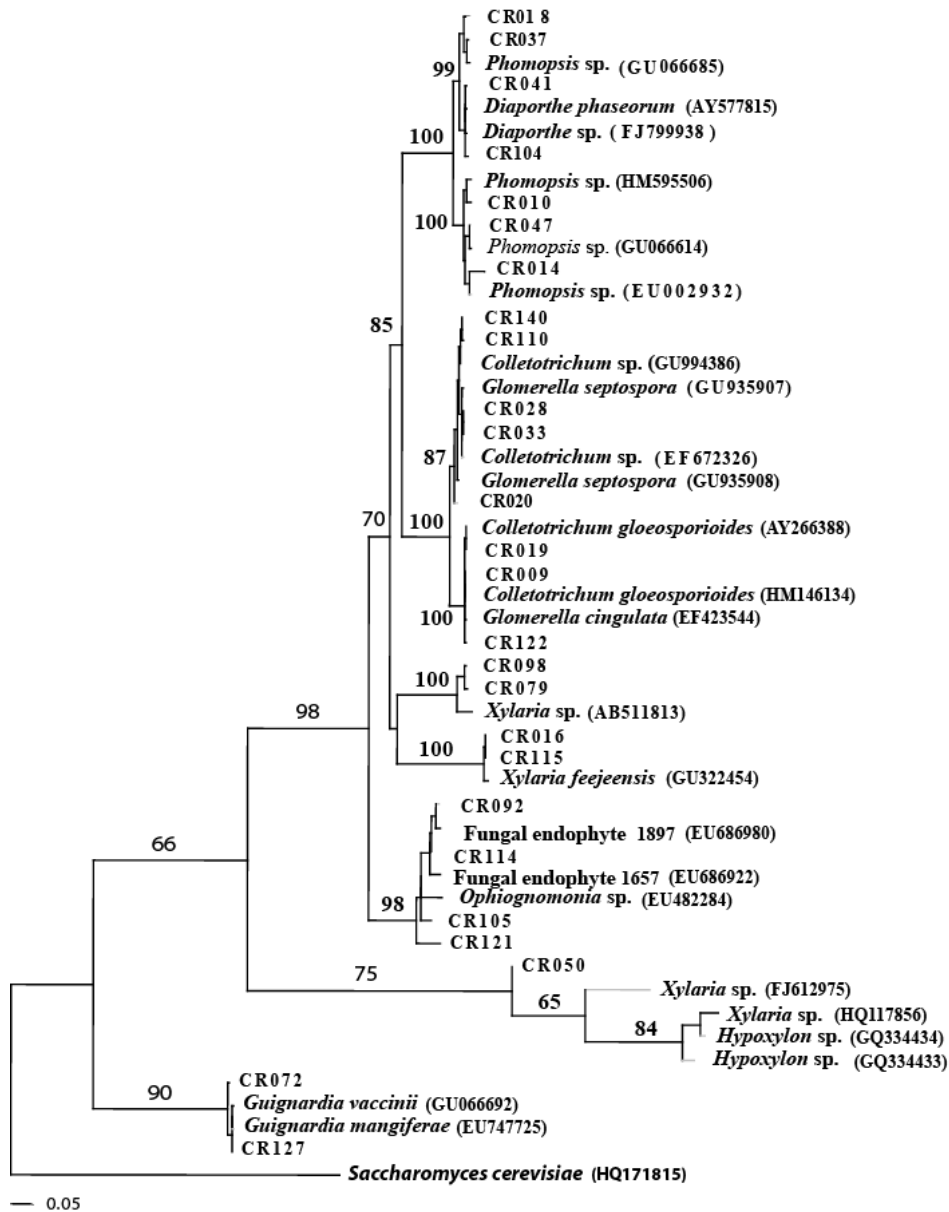 CR01 8
CR037
99
Phomopsis sp. (GU066685)
CR041
Diaporthe phaseorum (AY577815)
100
Diaporthe sp. ( FJ799938 )
CR104
Phomopsis sp. (HM595506)
CR010
100
CR047
Phomopsis sp. (GU066614)
CR014
Phomopsis sp. (EU002932)
CR140
85
CR110
Colletotrichum sp. (GU994386)
Glomerella septospora (GU935907)
CR028
CR033
87
Colletotrichum sp. (EF672326)
Glomerella septospora (GU935908)
CR020
70
100
Colletotrichum gloeosporioides (AY266388)
CR019
CR009
Colletotrichum gloeosporioides (HM146134)
100
Glomerella cingulata (EF423544)
CR122
CR098
100
CR079
Xylaria sp. (AB511813)
98
CR016
100
CR115
Xylaria feejeensis (GU322454)
CR092
Fungal endophyte 1897 (EU686980)
66
CR114
Fungal endophyte 1657 (EU686922)
98
Ophiognomonia sp. (EU482284)
CR105
CR121
CR050
75
Xylaria sp. (FJ612975)
65
Xylaria sp. (HQ117856)
84
Hypoxylon sp. (GQ334434)
Hypoxylon sp. (GQ334433)
CR072
90
Guignardia vaccinii (GU066692)
Guignardia mangiferae (EU747725)
CR127
Saccharomyces cerevisiae (HQ171815)
0.05